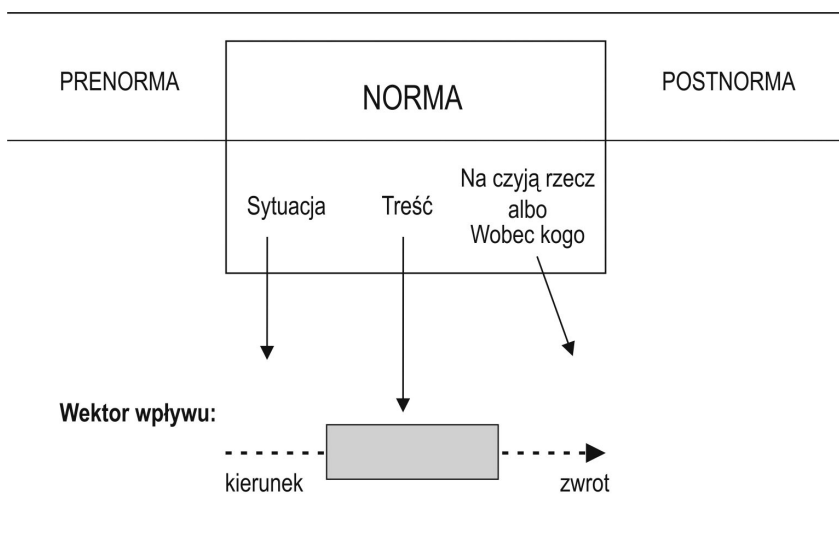 PRENORMA
NORMA
POSTNORMA
Sytuacja
Treść
Na czyją rzecz
albo
Wobec kogo
Wektor wpływu:
kierunek
zwrot